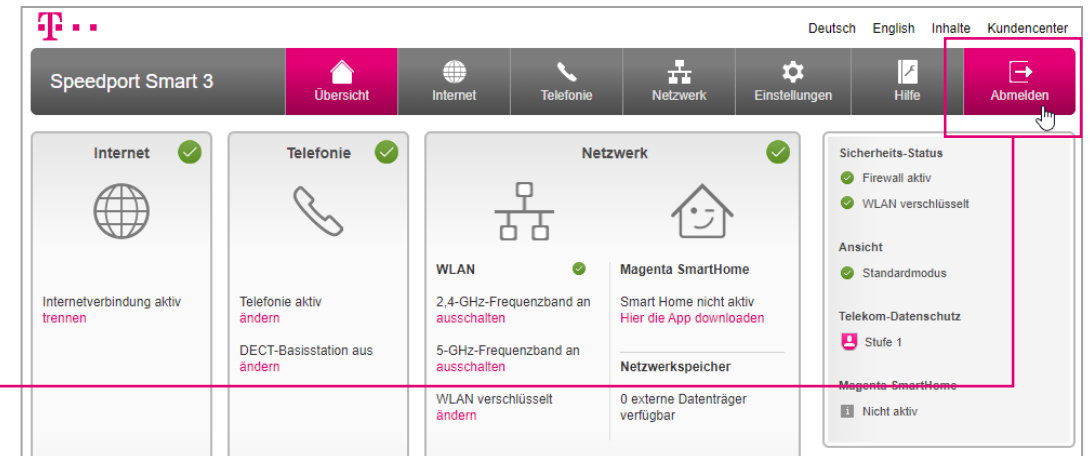 T
Deutsch English Inhalte Kundencenter
Speedport Smart 3
Übersicht
Internet
Telefonie
Netzwerk
Einstellungen
Hilfe
Abmelden
Internet
Internetverbindung aktiv
trennen
Telefonie
Telefonie aktiv
ändern
DECT-Basisstation aus
ändern
Netzwerk
WLAN
2,4-GHz-Frequenzband an
ausschalten
5-GHz-Frequenzband an
ausschalten
WLAN verschlüsselt
ändern
Magenta SmartHome
Smart Home nicht aktiv
Hier die App downloaden
Netzwerkspeicher
0 externe Datenträger
verfügbar
Sicherheits-Status
Firewall aktiv
WLAN verschlüsselt
Ansicht
Standardmodus
Telekom-Datenschutz
Stufe 1
Magenta SmartHome
Nicht aktiv